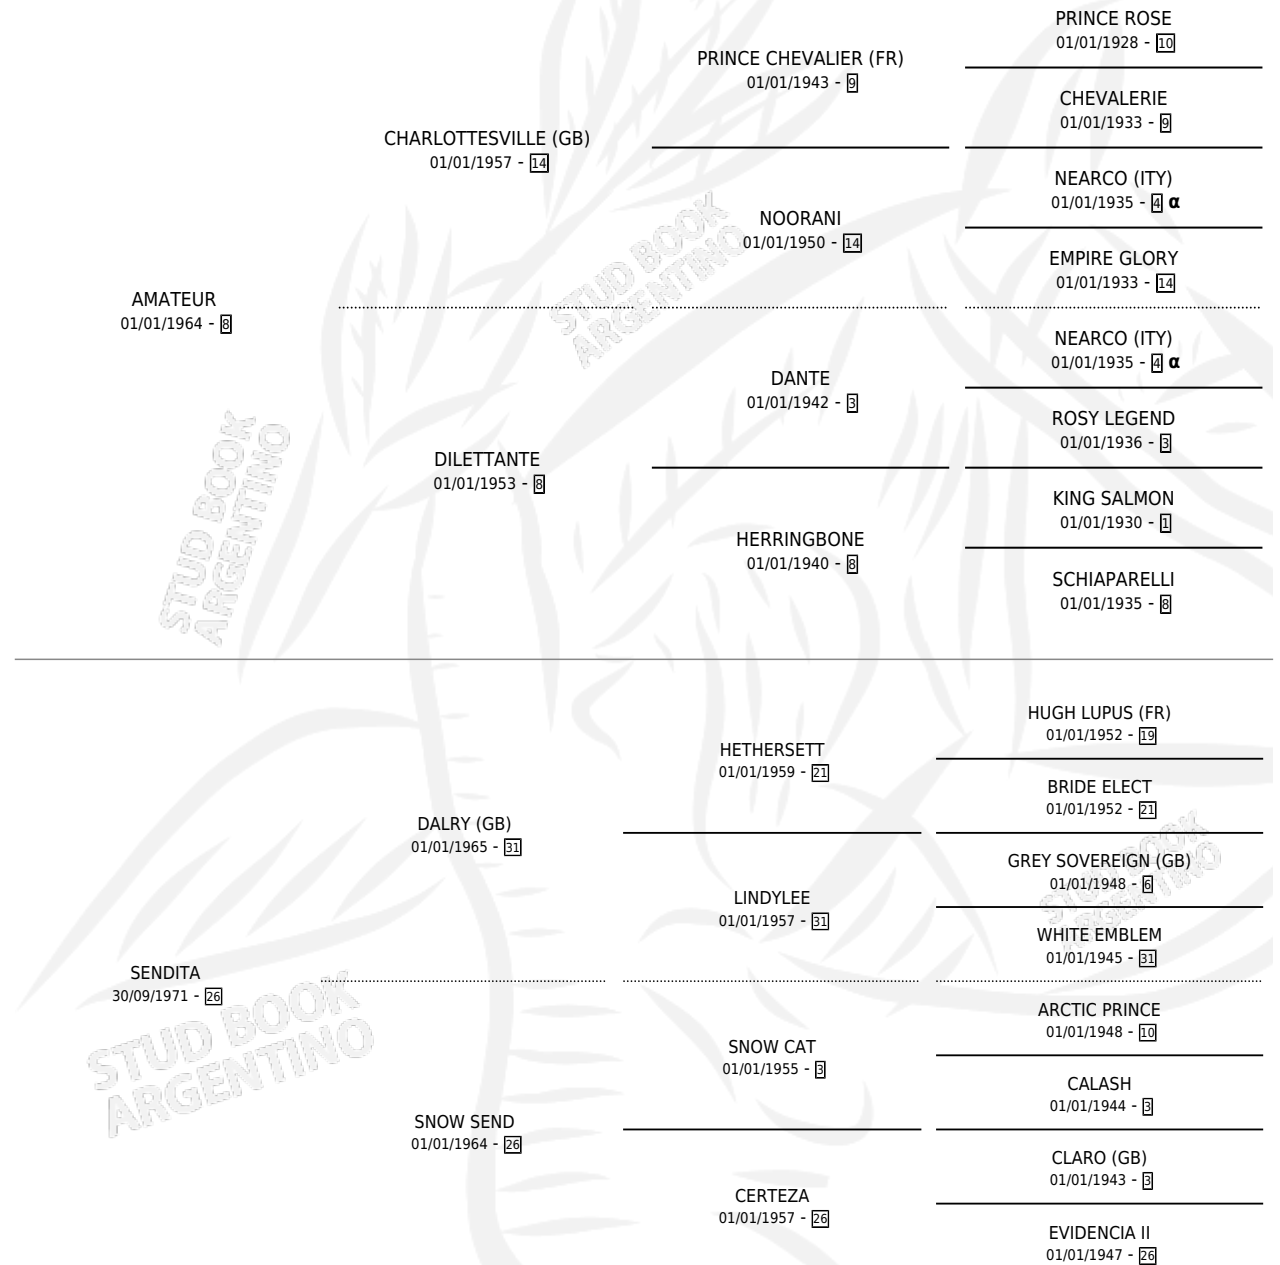 PRINCE ROSE
01/01/1928 - 10
PRINCE CHEVALIER (FR)
01/01/1943 - 9
CHEVALERIE
01/01/1933 - 9
CHARLOTTESVILLE (GB)
01/01/1957 - 14
NEARCO (ITY)
01/01/1935 - 4 α
NOORANI
01/01/1950 - 14
EMPIRE GLORY
01/01/1933 - 14
AMATEUR
01/01/1964 - 8
NEARCO (ITY)
01/01/1935 - 4 α
DANTE
01/01/1942 - 3
ROSY LEGEND
01/01/1936 - 3
DILETTANTE
01/01/1953 - 8
KING SALMON
01/01/1930 - 1
HERRINGBONE
01/01/1940 - 8
SCHIAPARELLI
01/01/1935 - 8
HUGH LUPUS (FR)
01/01/1952 - 19
HETHERSETT
01/01/1959 - 21
BRIDE ELECT
01/01/1952 - 21
DALRY (GB)
01/01/1965 - 31
GREY SOVEREIGN (GB)
01/01/1948 - 6
LINDYLEE
01/01/1957 - 31
WHITE EMBLEM
01/01/1945 - 31
SENDITA
30/09/1971 - 26
ARCTIC PRINCE
01/01/1948 - 10
SNOW CAT
01/01/1955 - 3
CALASH
01/01/1944 - 3
SNOW SEND
01/01/1964 - 26
CLARO (GB)
01/01/1943 - 3
CERTEZA
01/01/1957 - 26
EVIDENCIA II
01/01/1947 - 26
STUD BOOK
ARGENTINO
STUD BOOK
ARGENTINO
STUD BOOK
ARGENTINO
STUD BOOK
ARGENTINO